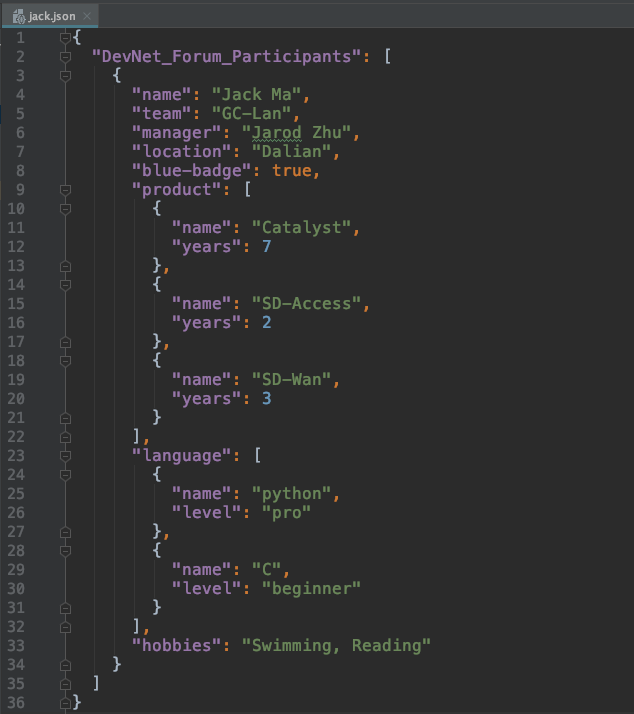 jack.json
1 {
2 "DevNet_Forum_Participants": [
3 {
4 "name": "Jack Ma",
5 "team": "GC-Lan",
6 "manager": "Jarod Zhu",
7 "location": "Dalian",
8 "blue-badge": true,
9 "product": [
10 {
11 "name": "Catalyst",
12 "years": 7
13 },
14 {
15 "name": "SD-Access",
16 "years": 2
17 },
18 {
19 "name": "SD-Wan",
20 "years": 3
21 }
22 ],
23 "language": [
24 {
25 "name": "python",
26 "level": "pro"
27 },
28 {
29 "name": "C",
30 "level": "beginner"
31 }
32 ],
33 "hobbies": "Swimming, Reading"
34 }
35 ]
36 }